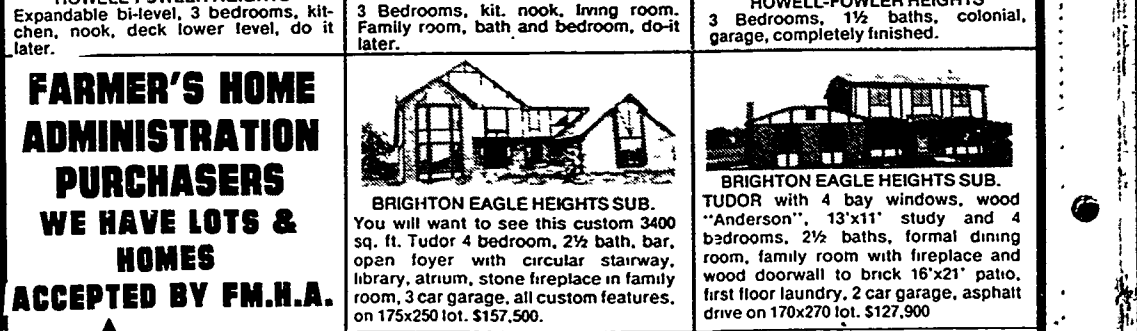 HOWELL-FOWLER HEIGHTS
Expandable bi-level, 3 bedrooms, kit-
chen, nook, deck lower level, do it
later.
3 Bedrooms, kit. nook, living room.
Family room, bath and bedroom, do-it
later.
HOWELL-FOWLER HEIGHTS
3 Bedrooms, 1½ baths, colonial,
garage, completely finished.
FARMER'S HOME
ADMINISTRATION
PURCHASERS
WE HAVE LOTS &
HOMES
ACCEPTED BY FM.H.A.
BRIGHTON EAGLE HEIGHTS SUB.
You will want to see this custom 3400
sq. ft. Tudor 4 bedroom, 2½ bath, bar,
open foyer with circular stairway,
library, atrium, stone fireplace in family
room, 3 car garage, all custom features,
on 175x250 lot. $157,500.
BRIGHTON EAGLE HEIGHTS SUB.
TUDOR with 4 bay windows, wood
"Anderson", 13'x11' study and 4
bedrooms, 2½ baths, formal dining
room, family room with fireplace and
wood doorwall to brick 16'x21' patio,
first floor laundry, 2 car garage, asphalt
drive on 170x270 lot. $127,900